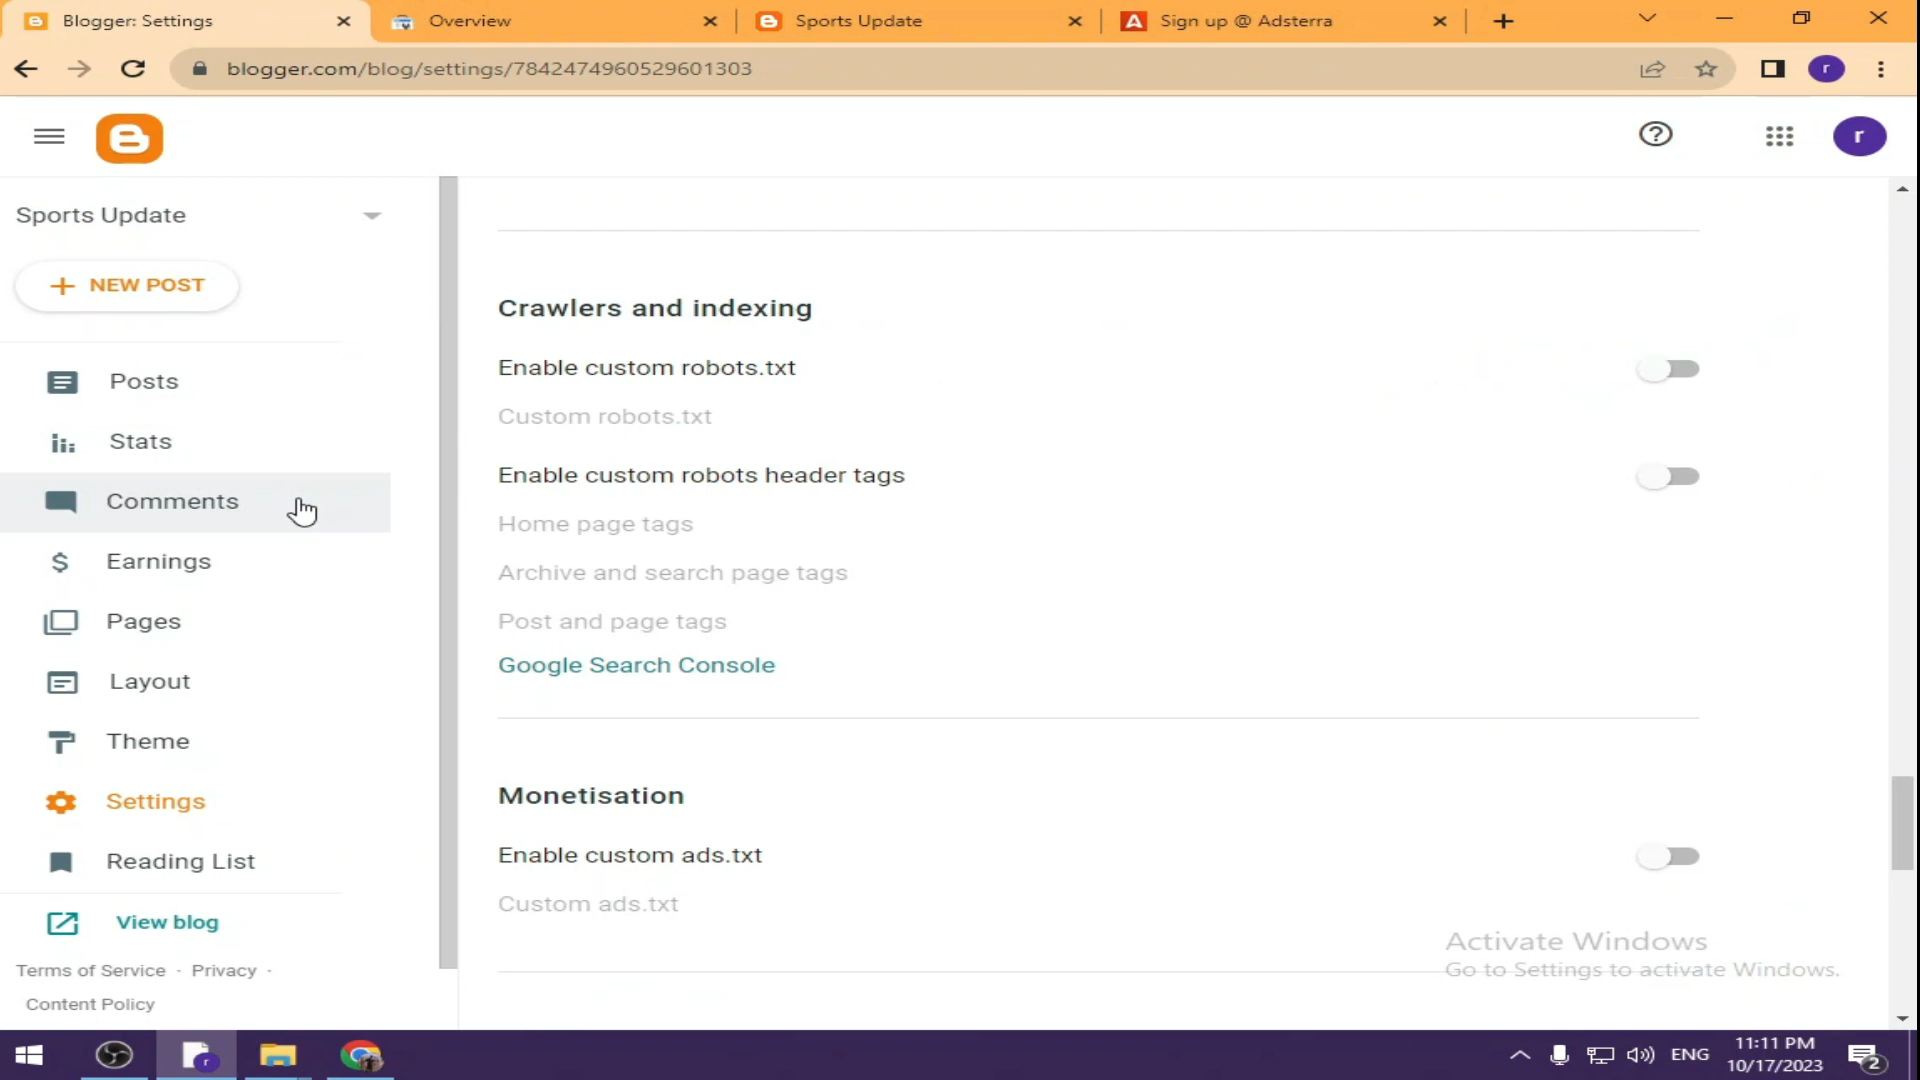 Blogger: Settings
Overview
Sports Update
Sign up @ Adsterra
blogger.com/blog/settings/7842474960529601303
r
r
Sports Update
NEW POST
Posts
Stats
Comments
Earnings
Pages
Layout
Theme
Settings
Reading List
View blog
Terms of Service · Privacy ·
Content Policy
Crawlers and indexing
Enable custom robots.txt
Custom robots.txt
Enable custom robots header tags
Home page tags
Archive and search page tags
Post and page tags
Google Search Console
Monetisation
Enable custom ads.txt
Custom ads.txt
Activate Windows
Go to Settings to activate Windows.
r
ENG
11:11 PM
10/17/2023
2